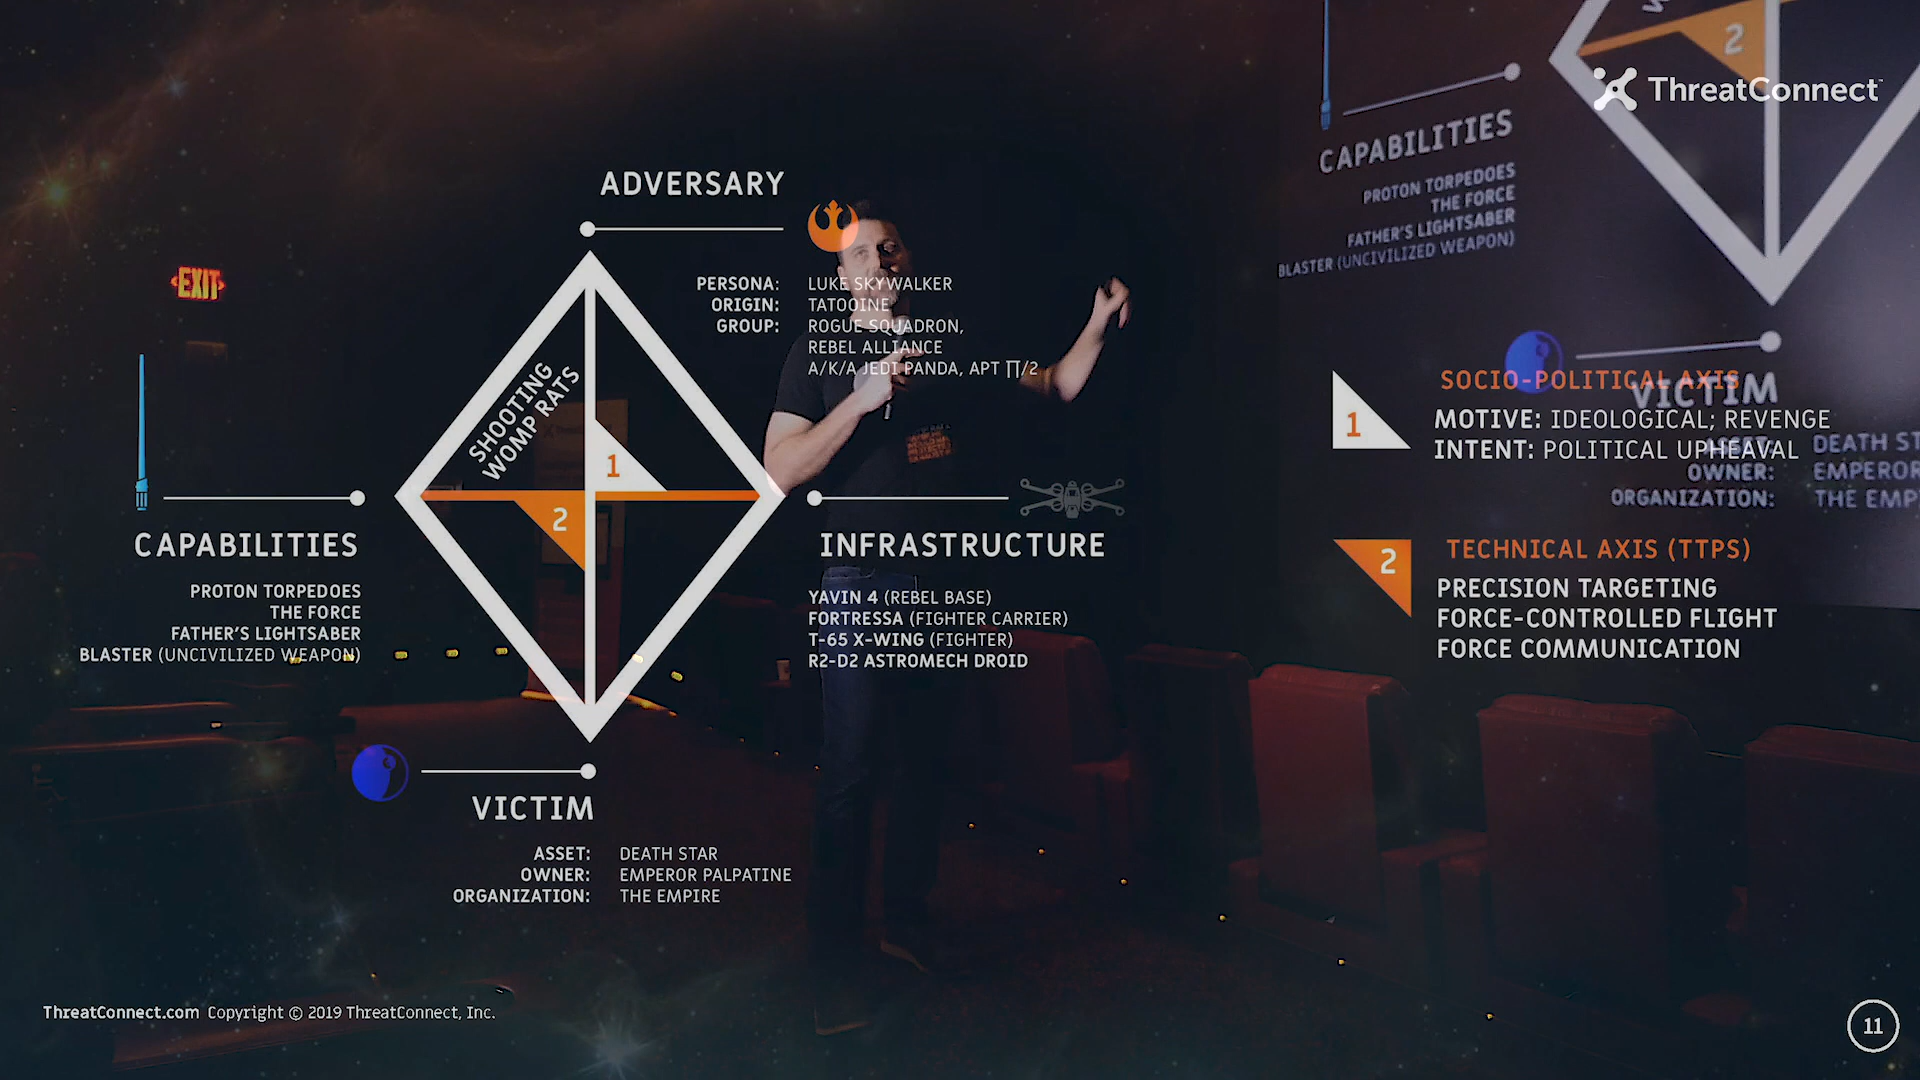 ThreatConnect™
ADVERSARY
PERSONA: LUKE SKYWALKER
ORIGIN: TATOOINE
GROUP: ROGUE SQUADRON,
REBEL ALLIANCE
A/K/A JEDI PANDA, APT ∏/2
EXIT
SHOOTING
WOMP RATS
1
2
CAPABILITIES
PROTON TORPEDOES
THE FORCE
FATHER'S LIGHTSABER
BLASTER (UNCIVILIZED WEAPON)
INFRASTRUCTURE
YAVIN 4 (REBEL BASE)
FORTRESSA (FIGHTER CARRIER)
T-65 X-WING (FIGHTER)
R2-D2 ASTROMECH DROID
VICTIM
ASSET: DEATH STAR
OWNER: EMPEROR PALPATINE
ORGANIZATION: THE EMPIRE
2
CAPABILITIES
PROTON TORPEDOES
THE FORCE
FATHER'S LIGHTSABER
BLASTER (UNCIVILIZED WEAPON)
VICTIM
ASSET: DEATH ST
OWNER: EMPEROR
ORGANIZATION: THE EMP
1
SOCIO-POLITICAL AXIS
MOTIVE: IDEOLOGICAL; REVENGE
INTENT: POLITICAL UPHEAVAL
2
TECHNICAL AXIS (TTPS)
PRECISION TARGETING
FORCE-CONTROLLED FLIGHT
FORCE COMMUNICATION
ThreatConnect.com Copyright © 2019 ThreatConnect, Inc.
11